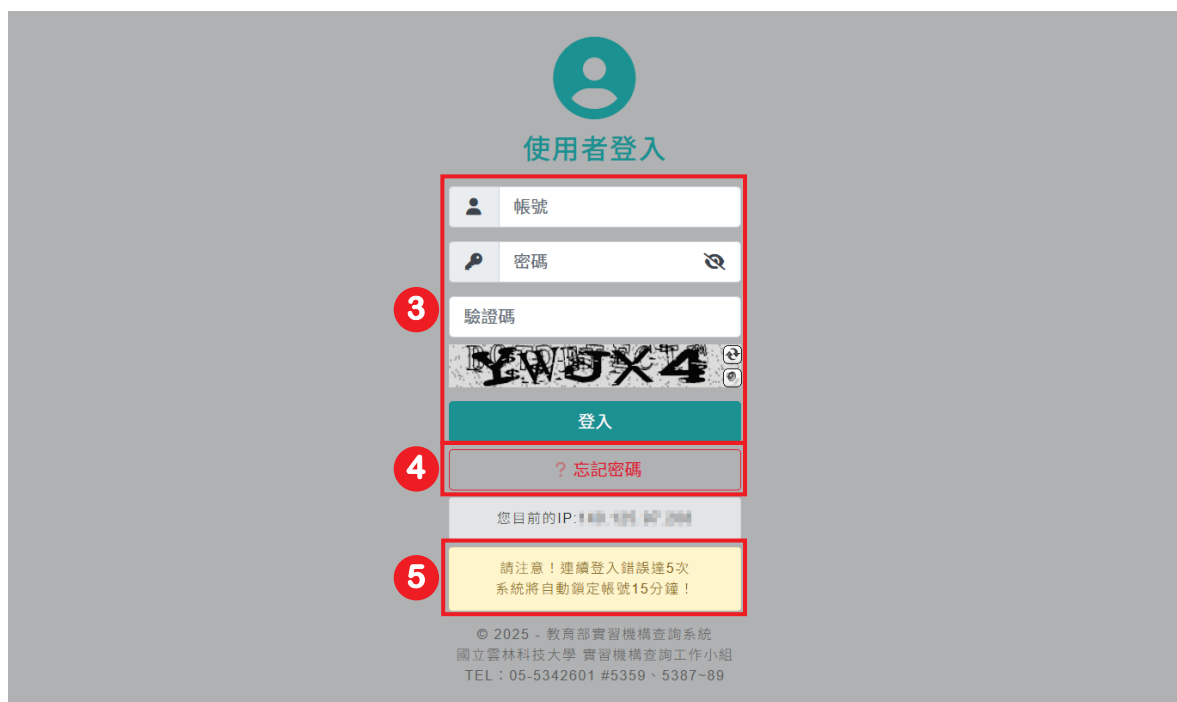 使用者登入
帳號
密碼
3
驗證碼
YWJX4
登入
4
? 忘記密碼
您目前的IP:
5
請注意！連續登入錯誤達5次
系統將自動鎖定帳號15分鐘！
© 2025 - 教育部實習機構查詢系統
國立雲林科技大學 實習機構查詢工作小組
TEL：05-5342601 #5359、5387~89